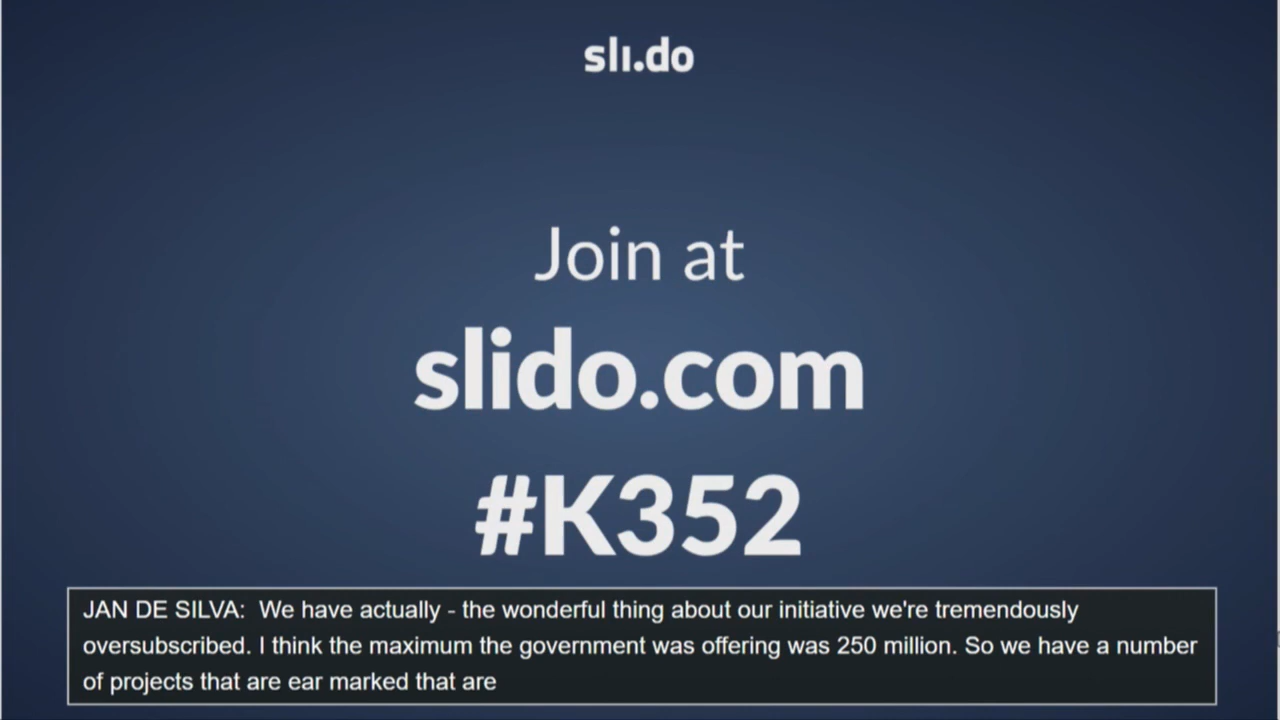 sli.do
Join at
slido.com
#K352
JAN DE SILVA:  We have actually - the wonderful thing about our initiative we're tremendously
oversubscribed. I think the maximum the government was offering was 250 million. So we have a number
of projects that are ear marked that are